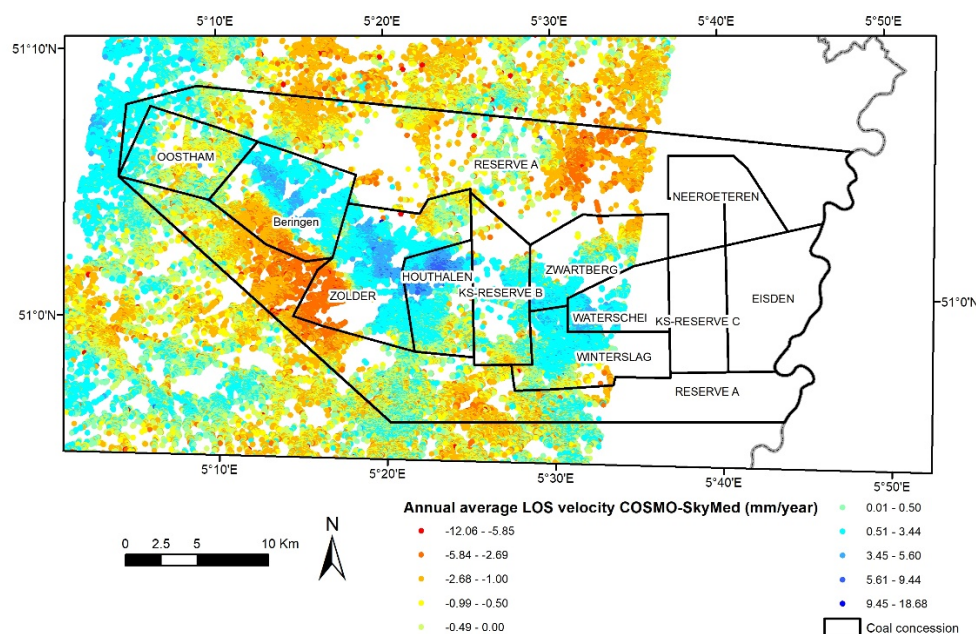 5°10'E 5°20'E 5°30'E 5°40'E 5°50'E
51°10'N
OOSTHAM
RESERVE A
NEEROETEREN
Beringen
ZWARTBERG
HOUTHALEN
ZOLDER
KS-RESERVE B
EISDEN
51°0'N
51°0'N
WATERSCHEI
KS-RESERVE C
WINTERSLAG
RESERVE A
5°10'E 5°20'E 5°30'E 5°40'E 5°50'E
Annual average LOS velocity COSMO-SkyMed (mm/year)
-12.06 - -5.85
-5.84 - -2.69
-2.68 - -1.00
-0.99 - -0.50
-0.49 - 0.00
0.01 - 0.50
0.51 - 3.44
3.45 - 5.60
5.61 - 9.44
9.45 - 18.68
Coal concession
N
0 2.5 5 10 Km